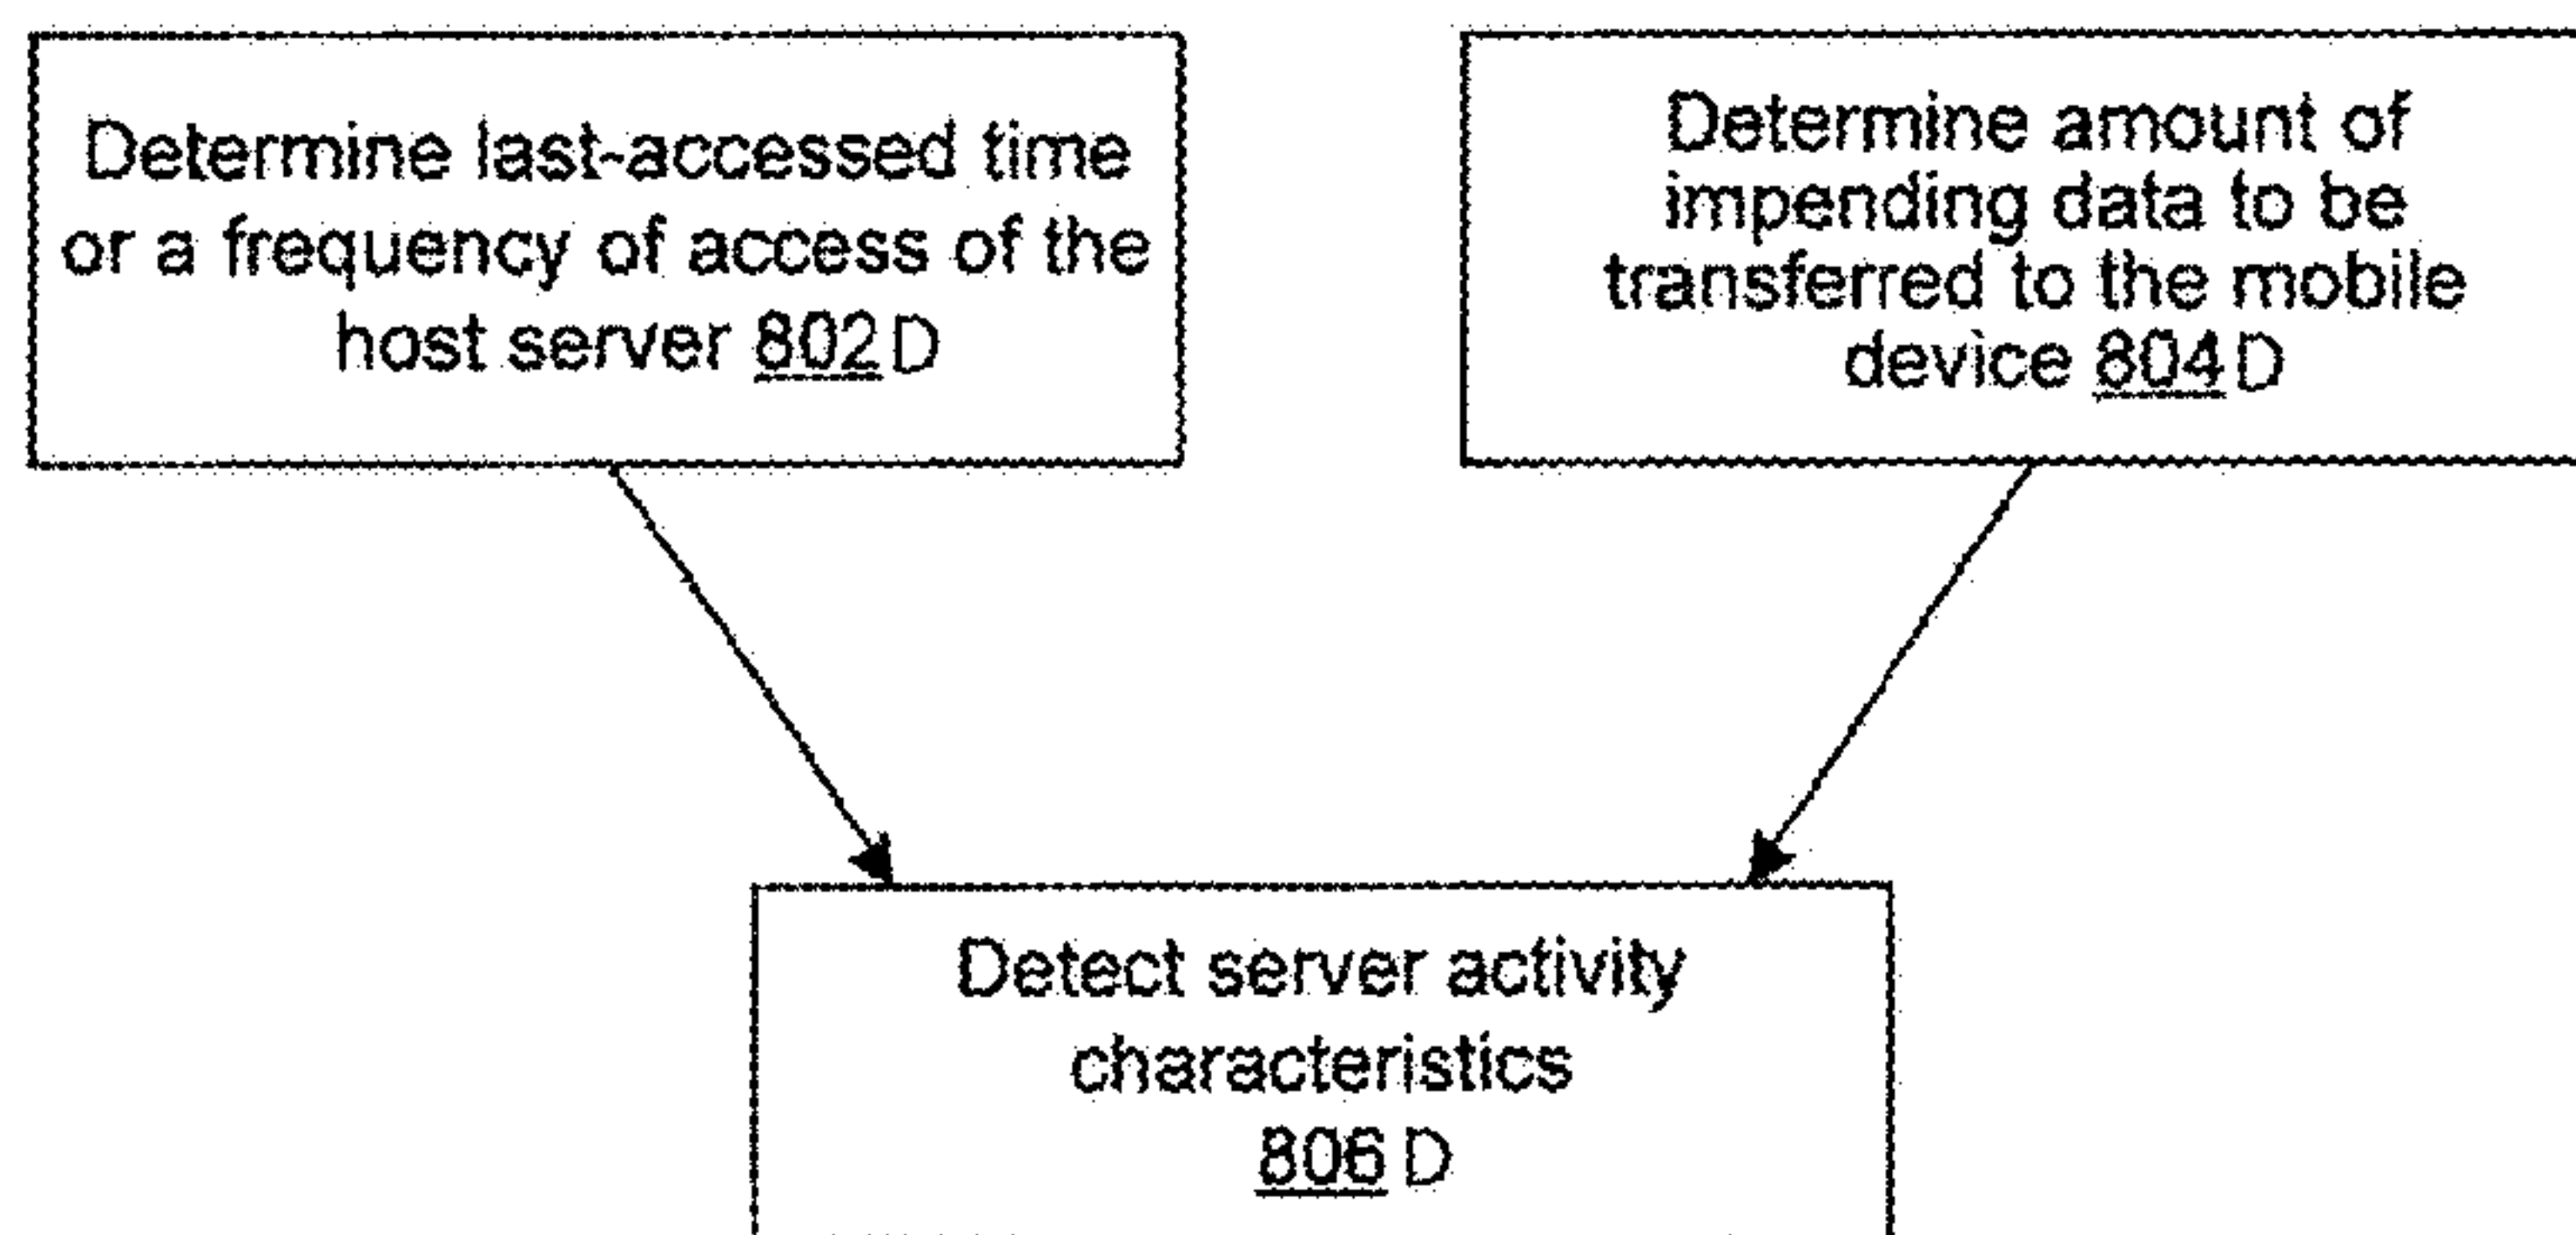 Determine last-accessed time
or a frequency of access of the
host server 802D
Determine amount of
impending data to be
transferred to the mobile
device 804D
Detect server activity
characteristics
806D